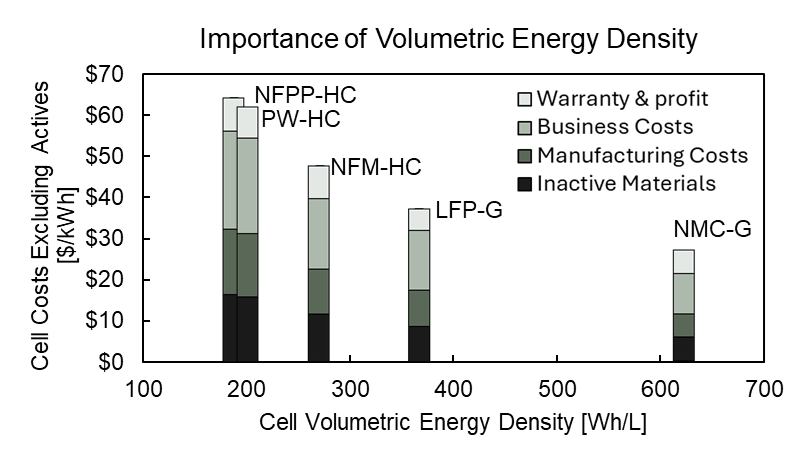 Importance of Volumetric Energy Density
Cell Costs Excluding Actives
[$/kWh]
$70
$60
$50
$40
$30
$20
$10
$0
NFPP-HC
PW-HC
NFM-HC
LFP-G
NMC-G
Warranty & profit
Business Costs
Manufacturing Costs
Inactive Materials
100 200 300 400 500 600 700
Cell Volumetric Energy Density [Wh/L]